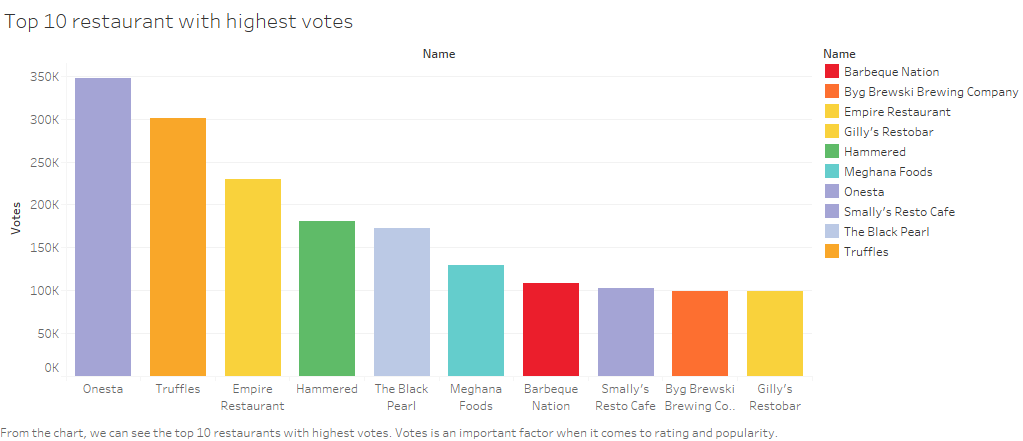 Top 10 restaurant with highest votes
Name
350K
300K
250K
200K
150K
100K
50K
0K
Votes
Onesta
Truffles
Empire
Restaurant
Hammered
The Black
Pearl
Meghana
Foods
Barbeque
Nation
Smally's
Resto Cafe
Byg Brewski
Brewing Co..
Gilly's
Restobar
Name
Barbeque Nation
Byg Brewski Brewing Company
Empire Restaurant
Gilly's Restobar
Hammered
Meghana Foods
Onesta
Smally's Resto Cafe
The Black Pearl
Truffles
From the chart, we can see the top 10 restaurants with highest votes. Votes is an important factor when it comes to rating and popularity.